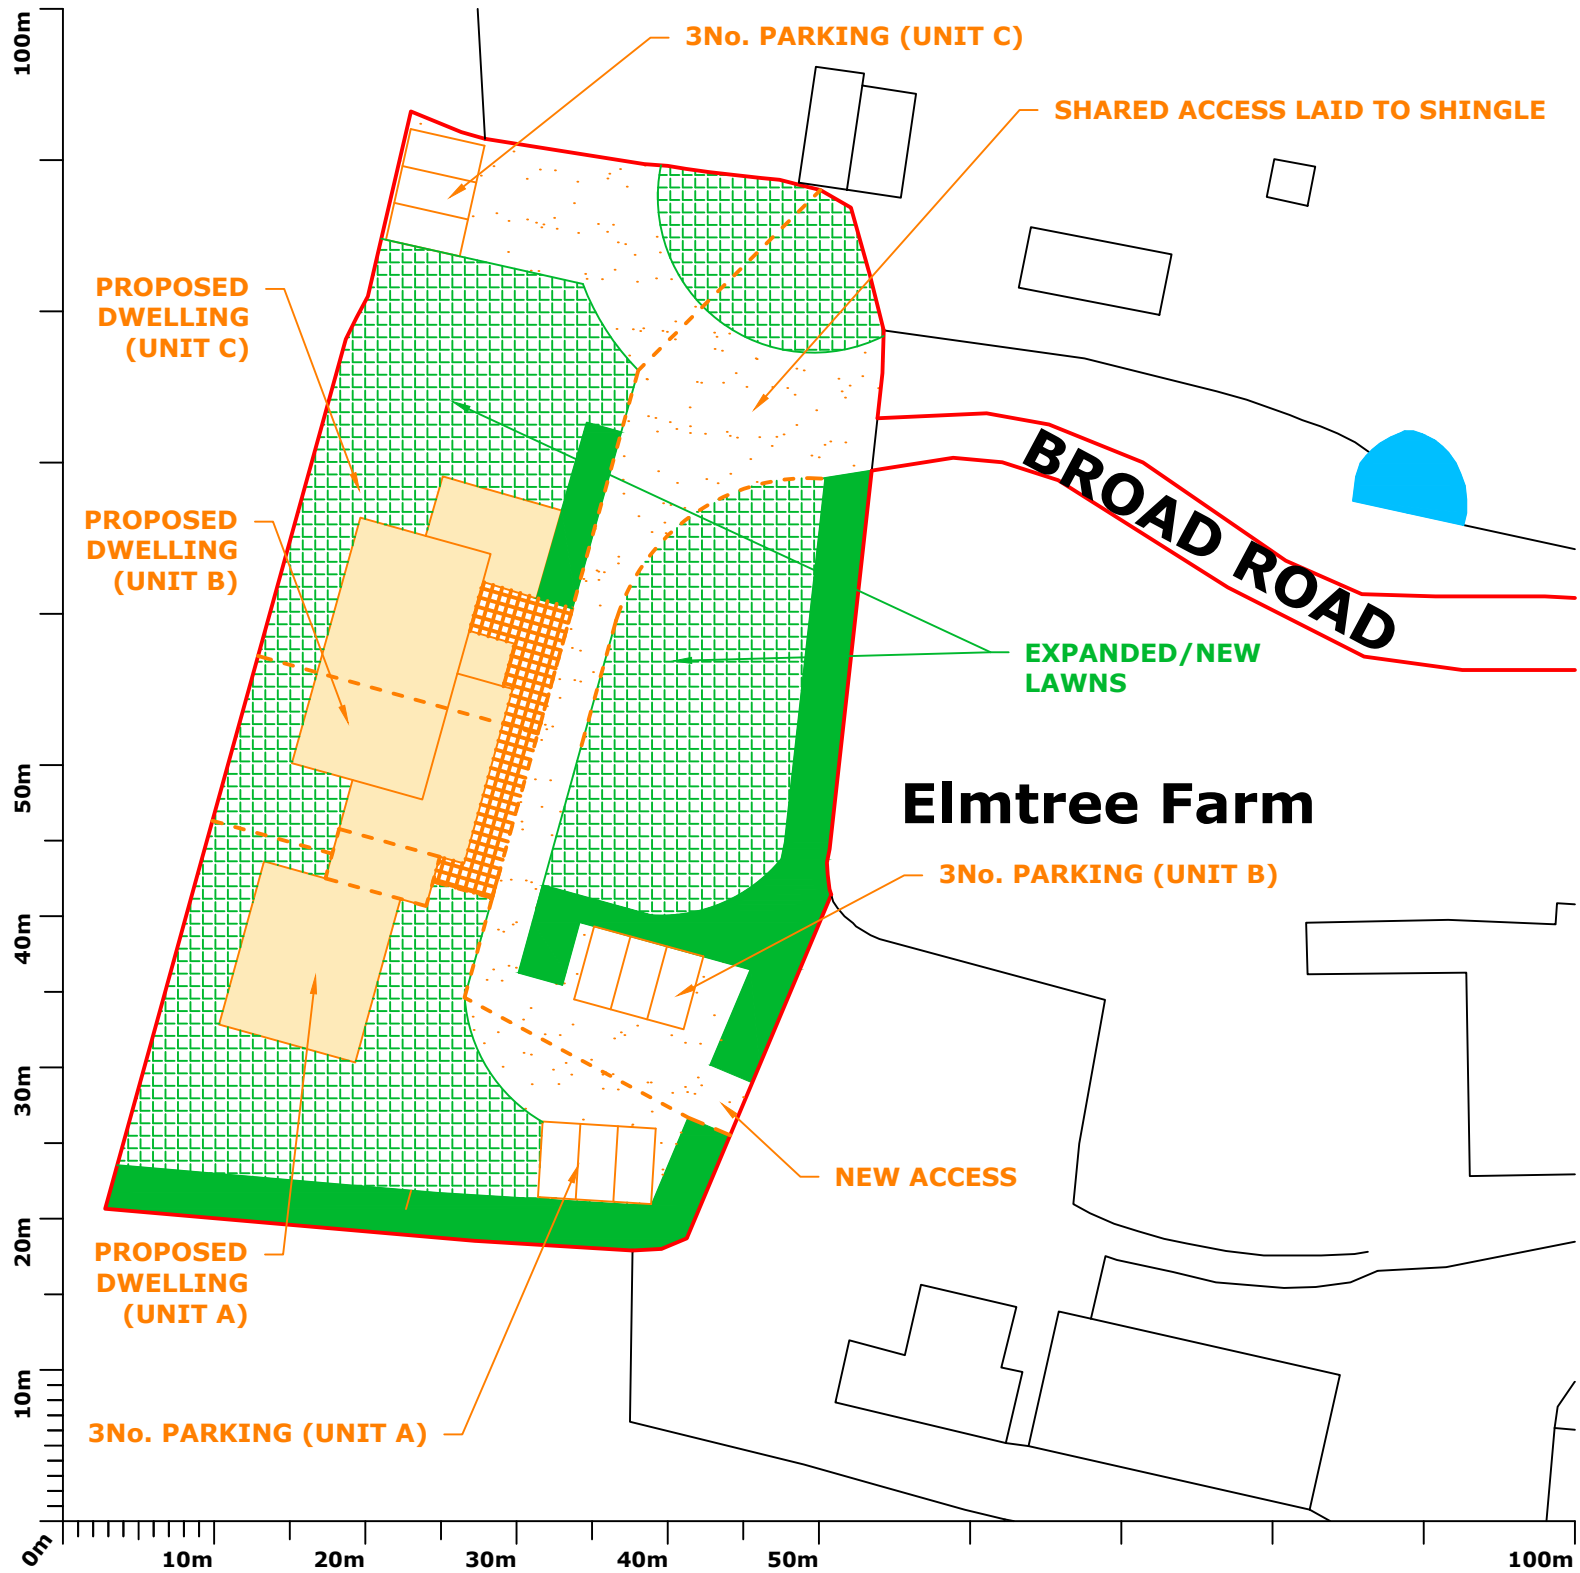 100m
3No. PARKING (UNIT C)
SHARED ACCESS LAID TO SHINGLE
PROPOSED
DWELLING
(UNIT C)
BROAD ROAD
PROPOSED
DWELLING
(UNIT B)
EXPANDED/NEW
LAWNS
50m
Elmtree Farm
3No. PARKING (UNIT B)
40m
30m
NEW ACCESS
20m
PROPOSED
DWELLING
(UNIT A)
10m
3No. PARKING (UNIT A)
0m
10m
20m
30m
40m
50m
100m